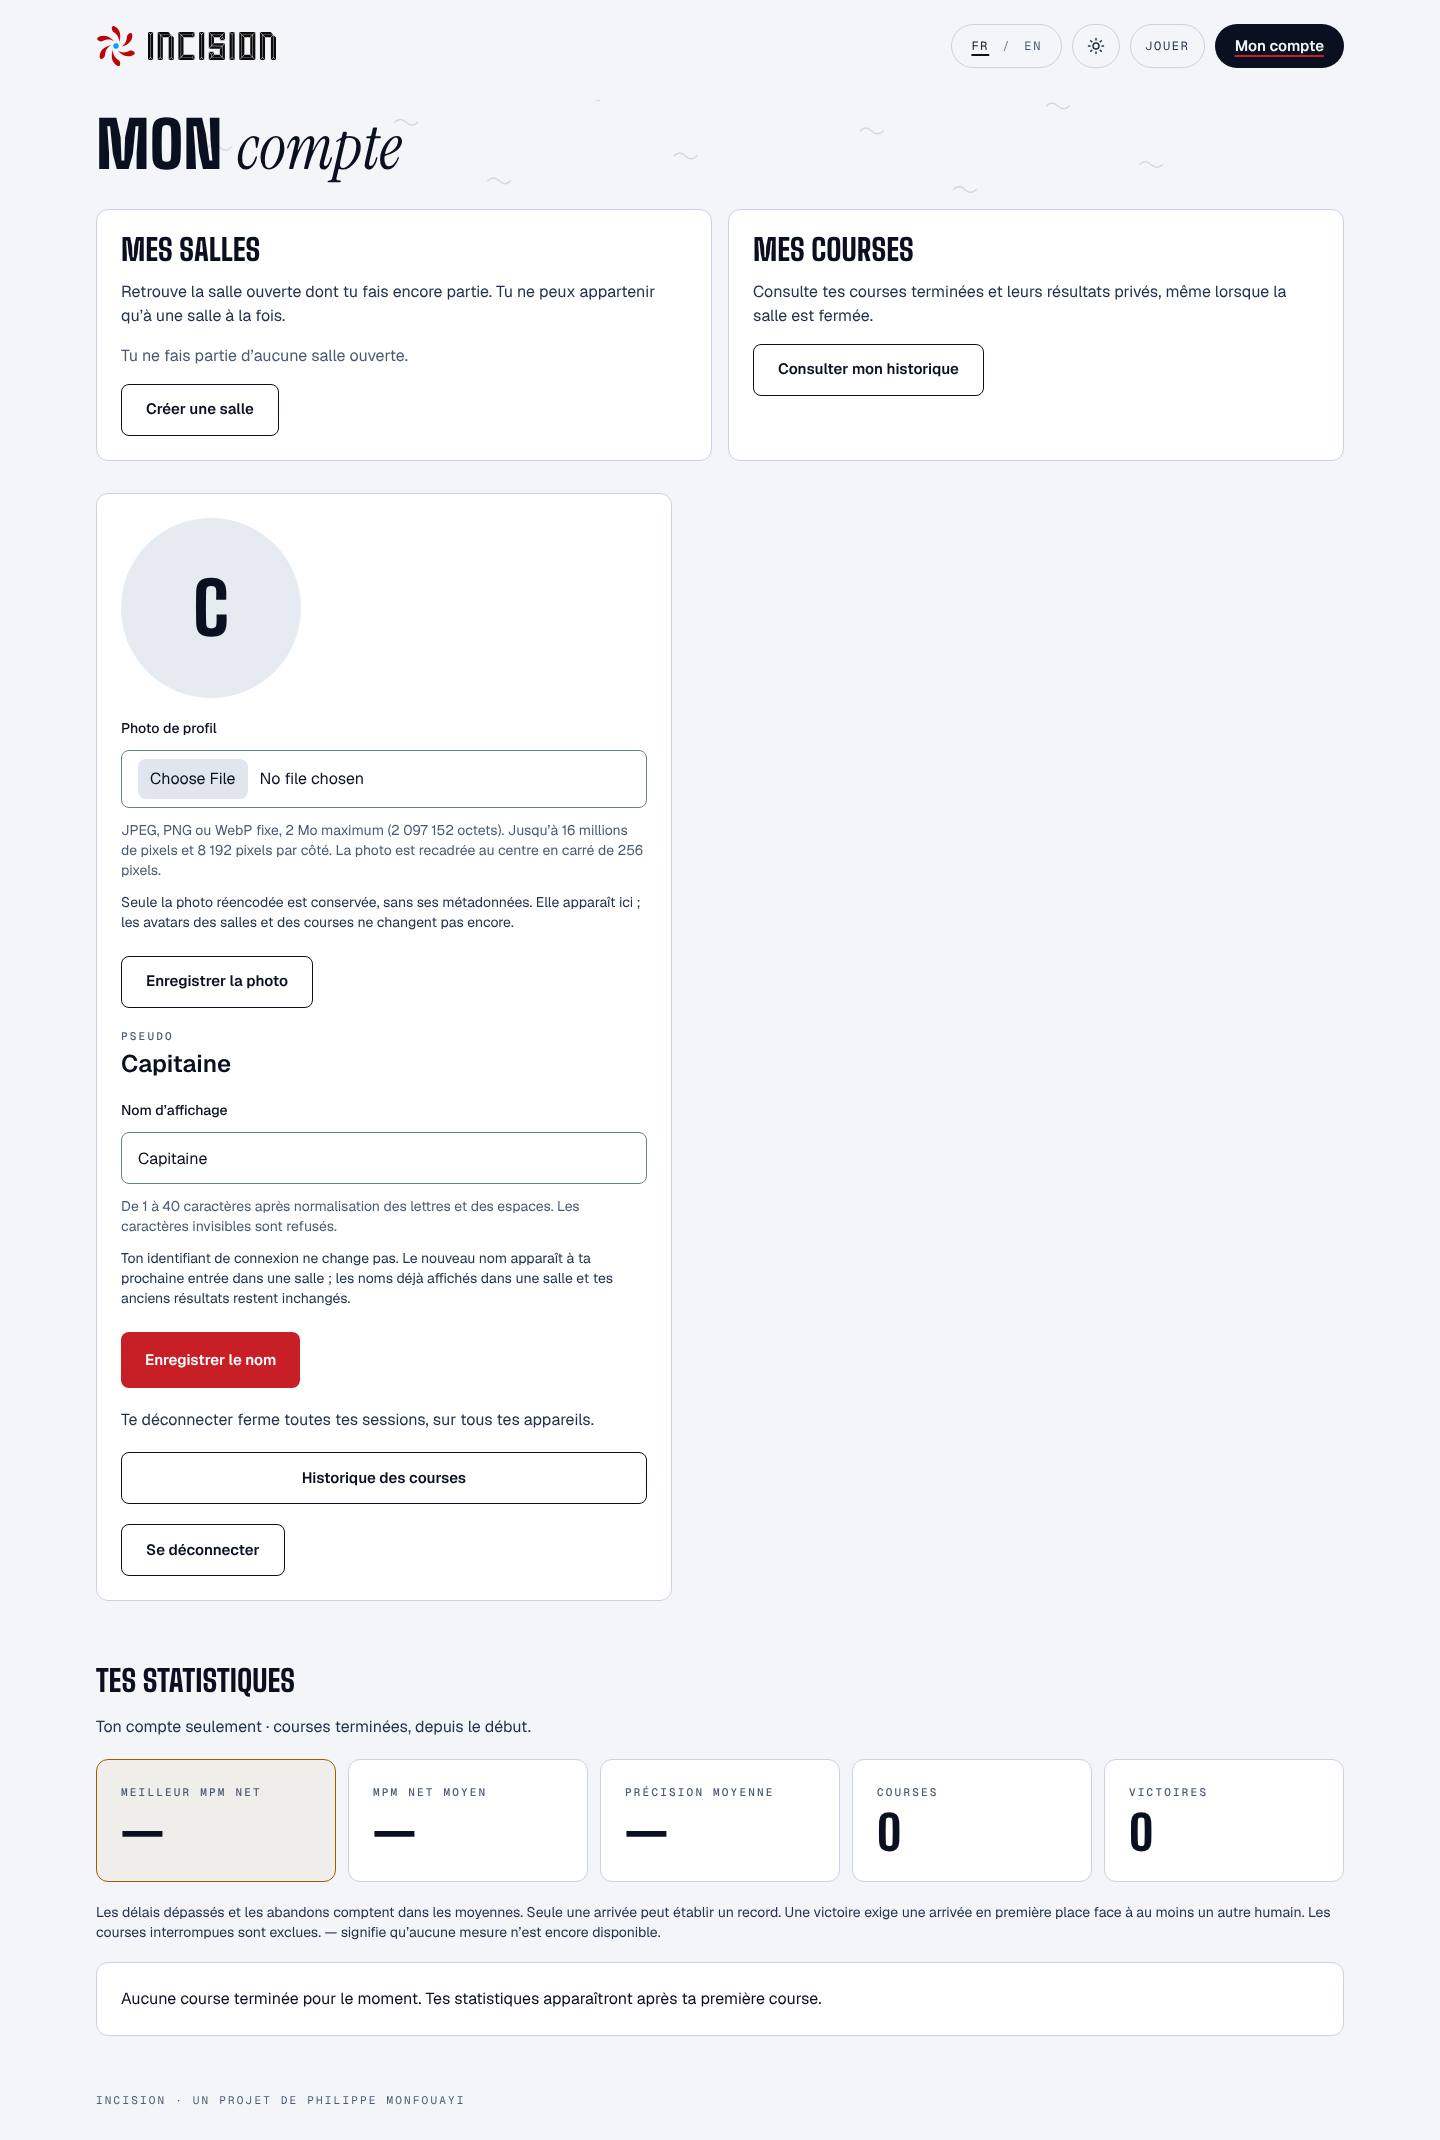 INCISION
FR / EN
JOUER
Mon compte
MON compte
MES SALLES
Retrouve la salle ouverte dont tu fais encore partie. Tu ne peux appartenir
qu’à une salle à la fois.
Tu ne fais partie d’aucune salle ouverte.
Créer une salle
MES COURSES
Consulte tes courses terminées et leurs résultats privés, même lorsque la
salle est fermée.
Consulter mon historique
C
Photo de profil
Choose File No file chosen
JPEG, PNG ou WebP fixe, 2 Mo maximum (2 097 152 octets). Jusqu’à 16 millions
de pixels et 8 192 pixels par côté. La photo est recadrée au centre en carré de 256
pixels.
Seule la photo réencodée est conservée, sans ses métadonnées. Elle apparaît ici ;
les avatars des salles et des courses ne changent pas encore.
Enregistrer la photo
PSEUDO
Capitaine
Nom d’affichage
Capitaine
De 1 à 40 caractères après normalisation des lettres et des espaces. Les
caractères invisibles sont refusés.
Ton identifiant de connexion ne change pas. Le nouveau nom apparaît à ta
prochaine entrée dans une salle ; les noms déjà affichés dans une salle et tes
anciens résultats restent inchangés.
Enregistrer le nom
Te déconnecter ferme toutes tes sessions, sur tous tes appareils.
Historique des courses
Se déconnecter
TES STATISTIQUES
Ton compte seulement · courses terminées, depuis le début.
MEILLEUR MPM NET
—
MPM NET MOYEN
—
PRÉCISION MOYENNE
—
COURSES
0
VICTOIRES
0
Les délais dépassés et les abandons comptent dans les moyennes. Seule une arrivée peut établir un record. Une victoire exige une arrivée en première place face à au moins un autre humain. Les
courses interrompues sont exclues. — signifie qu’aucune mesure n’est encore disponible.
Aucune course terminée pour le moment. Tes statistiques apparaîtront après ta première course.
INCISION · UN PROJET DE PHILIPPE MONFOUAYI